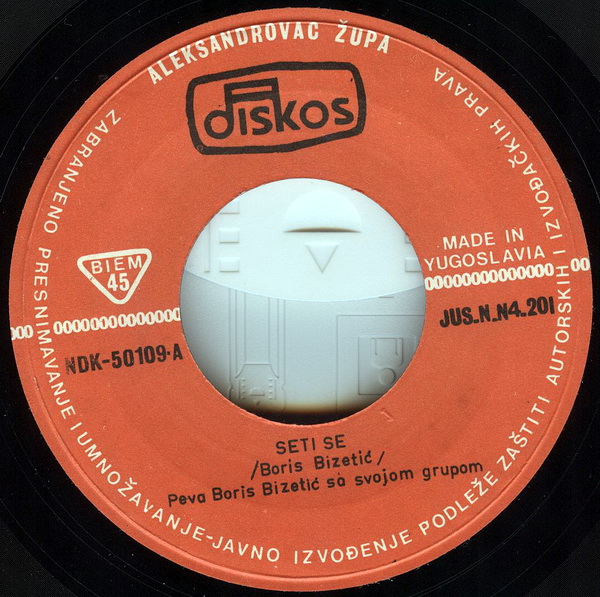 ALEKSANDROVAC ŽUPA
diskos
ZABRANJENO PRESNIMAVANJE I UMNOŽAVANJE-JAVNO IZVOĐENJE PODLEŽE ZAŠTITI AUTORSKIH I IZVOĐAČKIH PRAVA
BIEM
45
MADE IN
YUGOSLAVIA
NDK-50109-A
JUS.N.N4.201
SETI SE
/Boris Bizetić/
Peva Boris Bizetić sa svojom grupom